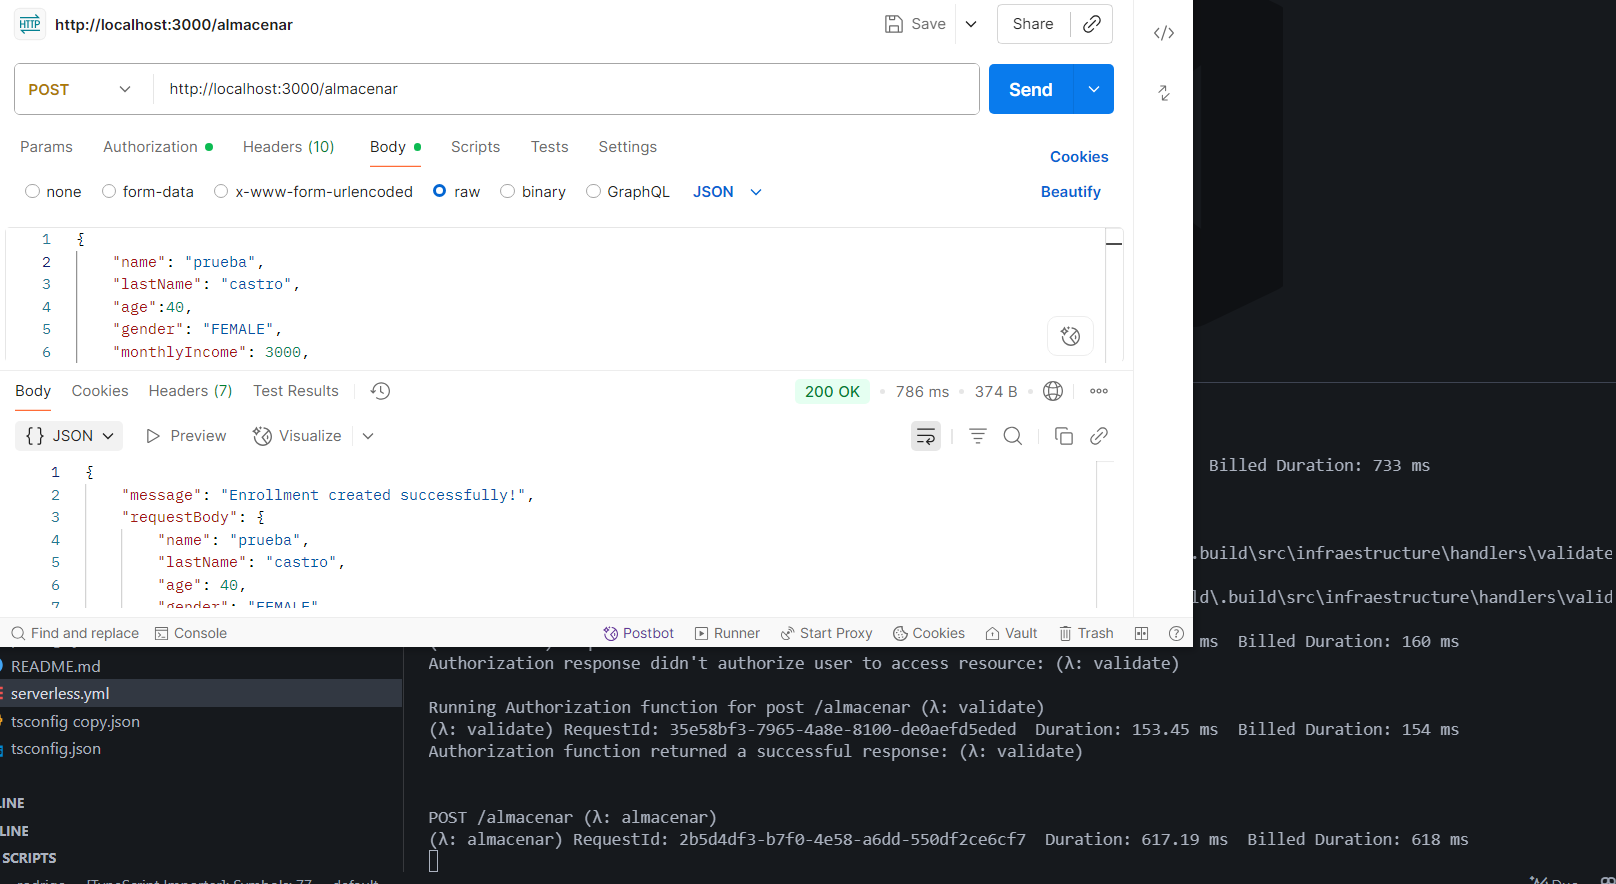 HTTP http://localhost:3000/almacenar Save Share
POST http://localhost:3000/almacenar Send
Params Authorization Headers (10) Body Scripts Tests Settings Cookies
none form-data x-www-form-urlencoded raw binary GraphQL JSON Beautify
1 {
2 "name": "prueba",
3 "lastName": "castro",
4 "age":40,
5 "gender": "FEMALE",
6 "monthlyIncome": 3000,
Body Cookies Headers (7) Test Results 200 OK 786 ms 374 B
{} JSON Preview Visualize
1 {
2 "message": "Enrollment created successfully!",
3 "requestBody": {
4 "name": "prueba",
5 "lastName": "castro",
6 "age": 40,
7 "gender": "FEMALE"
Find and replace Console Postbot Runner Start Proxy Cookies Vault Trash
Billed Duration: 733 ms
.build\src\infraestructure\handlers\validate
ld\.build\src\infraestructure\handlers\valid
ms Billed Duration: 160 ms
README.md
serverless.yml
tsconfig copy.json
tsconfig.json
LINE
LINE
SCRIPTS
Authorization response didn't authorize user to access resource: (λ: validate)
Running Authorization function for post /almacenar (λ: validate)
(λ: validate) RequestId: 35e58bf3-7965-4a8e-8100-de0aefd5eded Duration: 153.45 ms Billed Duration: 154 ms
Authorization function returned a successful response: (λ: validate)
POST /almacenar (λ: almacenar)
(λ: almacenar) RequestId: 2b5d4df3-b7f0-4e58-a6dd-550df2ce6cf7 Duration: 617.19 ms Billed Duration: 618 ms
[TypeScript Importer]: Symbols: 77 default